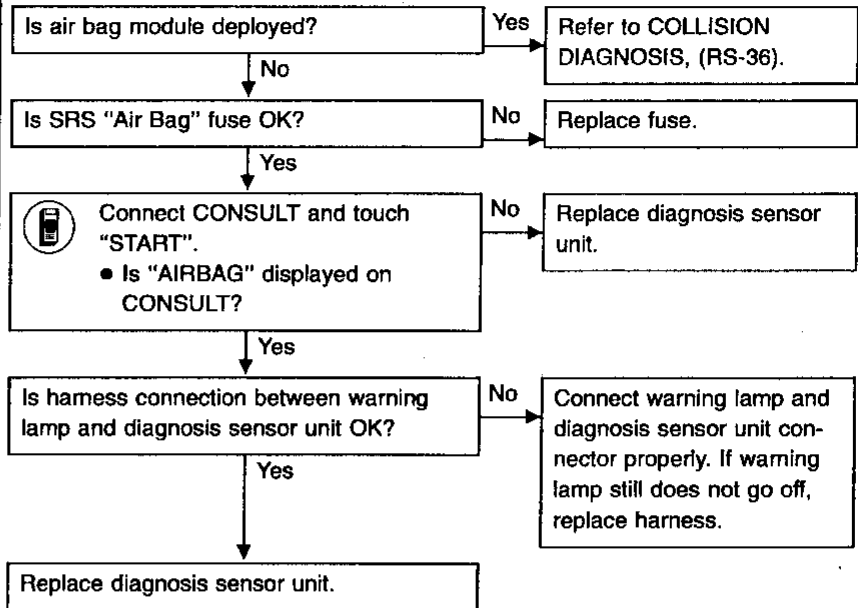 Is air bag module deployed?
Yes
Refer to COLLISION
DIAGNOSIS, (RS-36).
No
Is SRS "Air Bag" fuse OK?
No
Replace fuse.
Yes
Connect CONSULT and touch
"START".
● Is "AIRBAG" displayed on
CONSULT?
No
Replace diagnosis sensor
unit.
Yes
Is harness connection between warning
lamp and diagnosis sensor unit OK?
No
Connect warning lamp and
diagnosis sensor unit con-
nector properly. If warning
lamp still does not go off,
replace harness.
Yes
Replace diagnosis sensor unit.